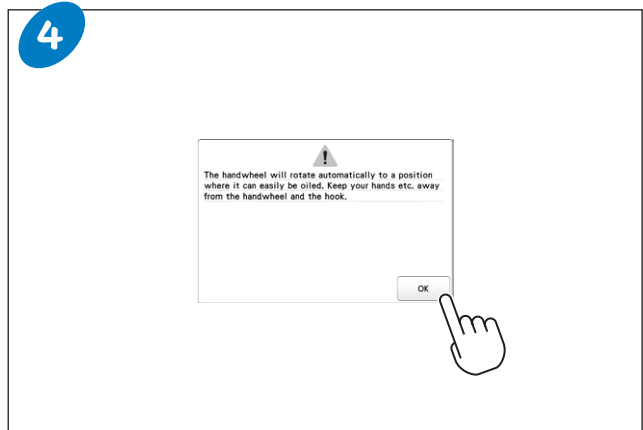 4
The handwheel will rotate automatically to a position
where it can easily be oiled. Keep your hands etc. away
from the handwheel and the hook.
OK